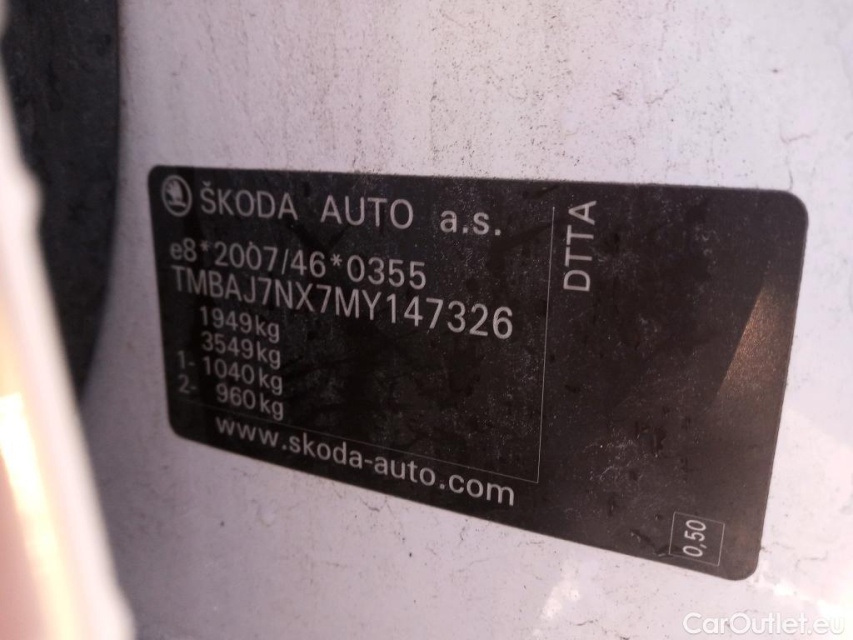 ŠKODA AUTO a.s.
e8*2007/46*0355
TMBAJ7NX7MY147326
1949kg
3549kg
1- 1040kg
2- 960kg
www.skoda-auto.com
DTTA
0,50
CarOutlet.eu